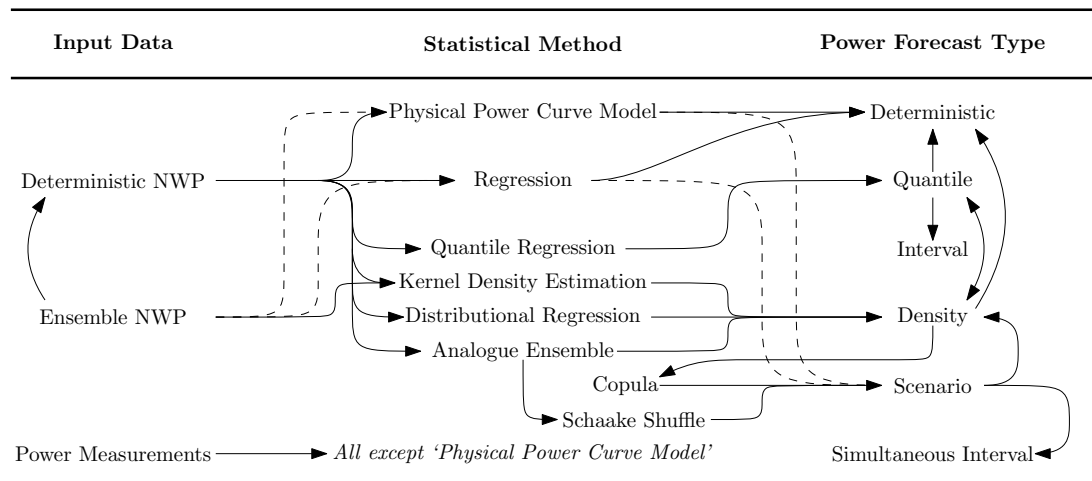 Input Data Statistical Method Power Forecast Type
Physical Power Curve Model Deterministic
Deterministic NWP Regression Quantile
Quantile Regression Interval
Kernel Density Estimation
Ensemble NWP Distributional Regression Density
Analogue Ensemble
Copula Scenario
Schaake Shuffle
Power Measurements All except ‘Physical Power Curve Model’ Simultaneous Interval